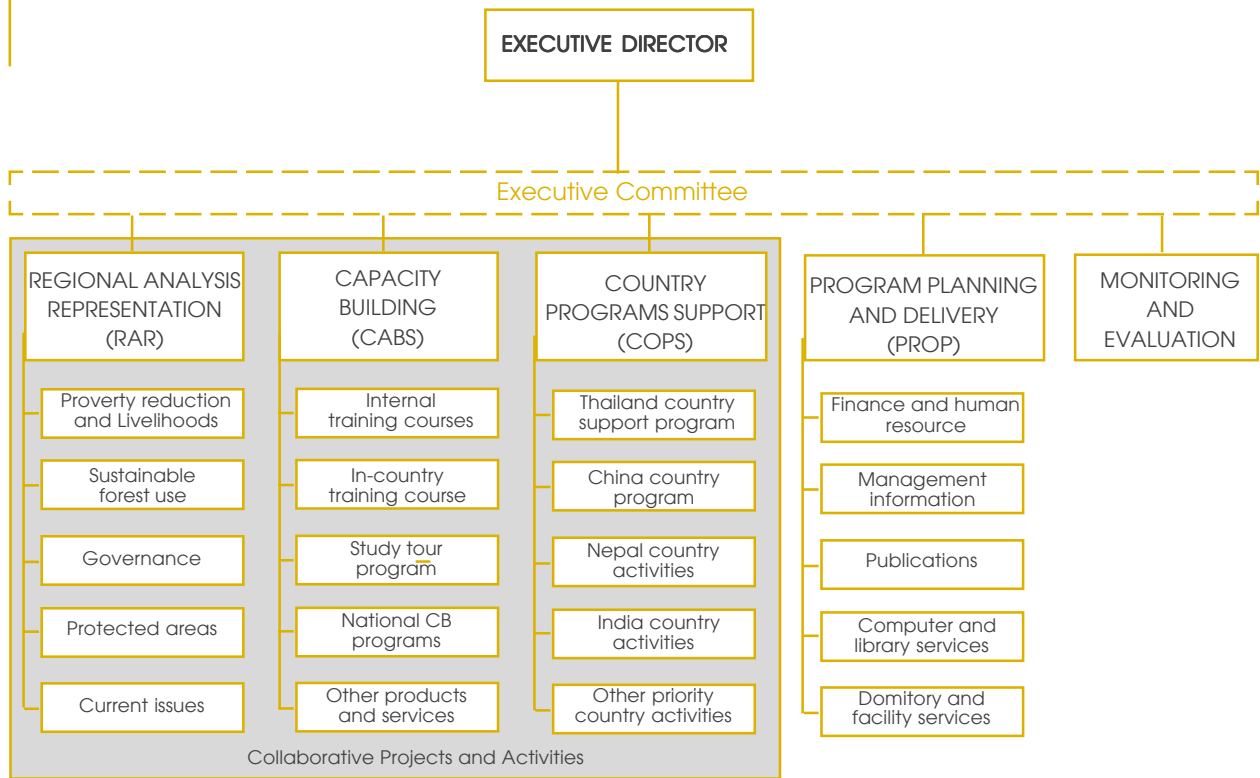 EXECUTIVE DIRECTOR
Executive Committee
REGIONAL ANALYSIS
REPRESENTATION
(RAR)
Proverty reduction
and Livelihoods
Sustainable
forest use
Governance
Protected areas
Current issues
CAPACITY
BUILDING
(CABS)
Internal
training courses
In-country
training course
Study tour
program
National CB
programs
Other products
and services
COUNTRY
PROGRAMS SUPPORT
(COPS)
Thailand country
support program
China country
program
Nepal country
activities
India country
activities
Other priority
country activities
Collaborative Projects and Activities
PROGRAM PLANNING
AND DELIVERY
(PROP)
Finance and human
resource
Management
information
Publications
Computer and
library services
Domitory and
facility services
MONITORING
AND
EVALUATION